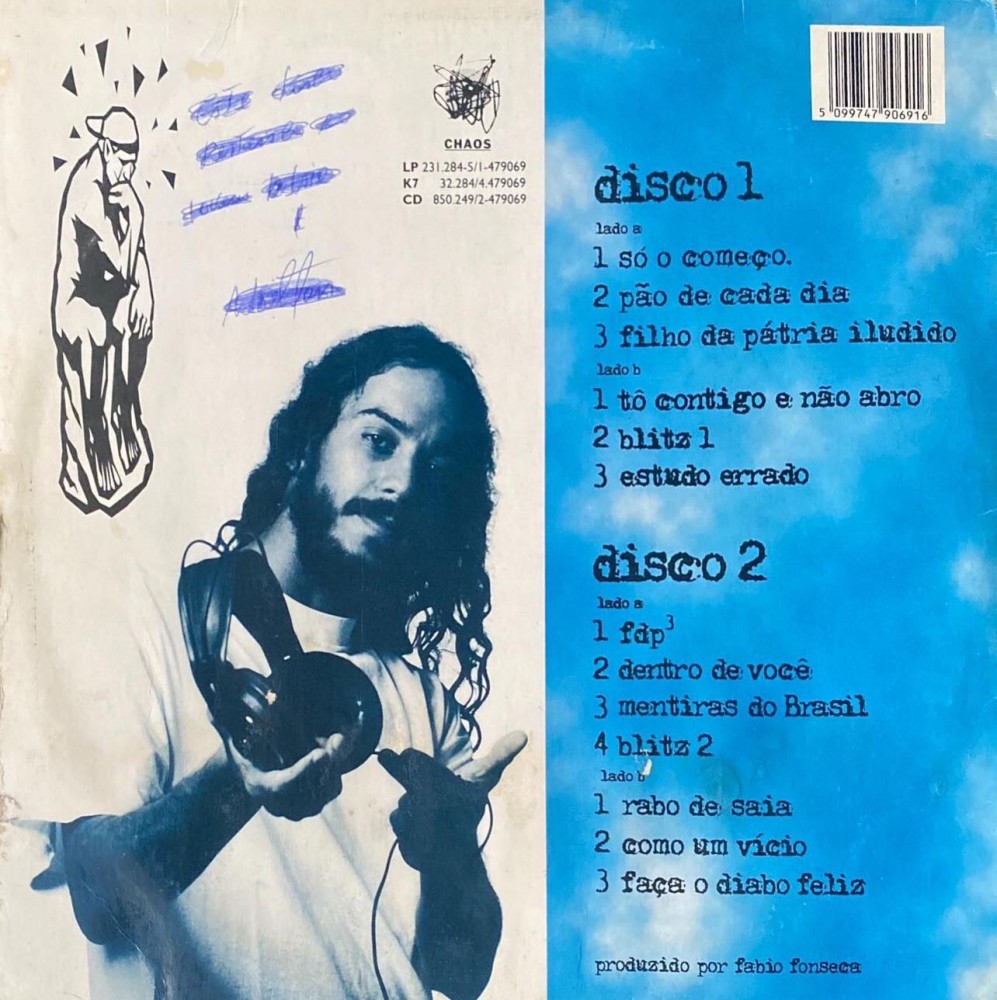 CHAOS
LP 231.284-5/1-479069
K7 32.284/4.479069
CD 850.249/2-479069
5 099747 906916
disco 1
lado a
1 só o começo.
2 pão de cada dia
3 filho da pátria iludido
lado b
1 tô contigo e não abro
2 blitz 1
3 estudo errado
disco 2
lado a
1 fdp³
2 dentro de você
3 mentiras do Brasil
4 blitz 2
lado b
1 rabo de saia
2 como um vício
3 faça o diabo feliz
produzido por fabio fonseca